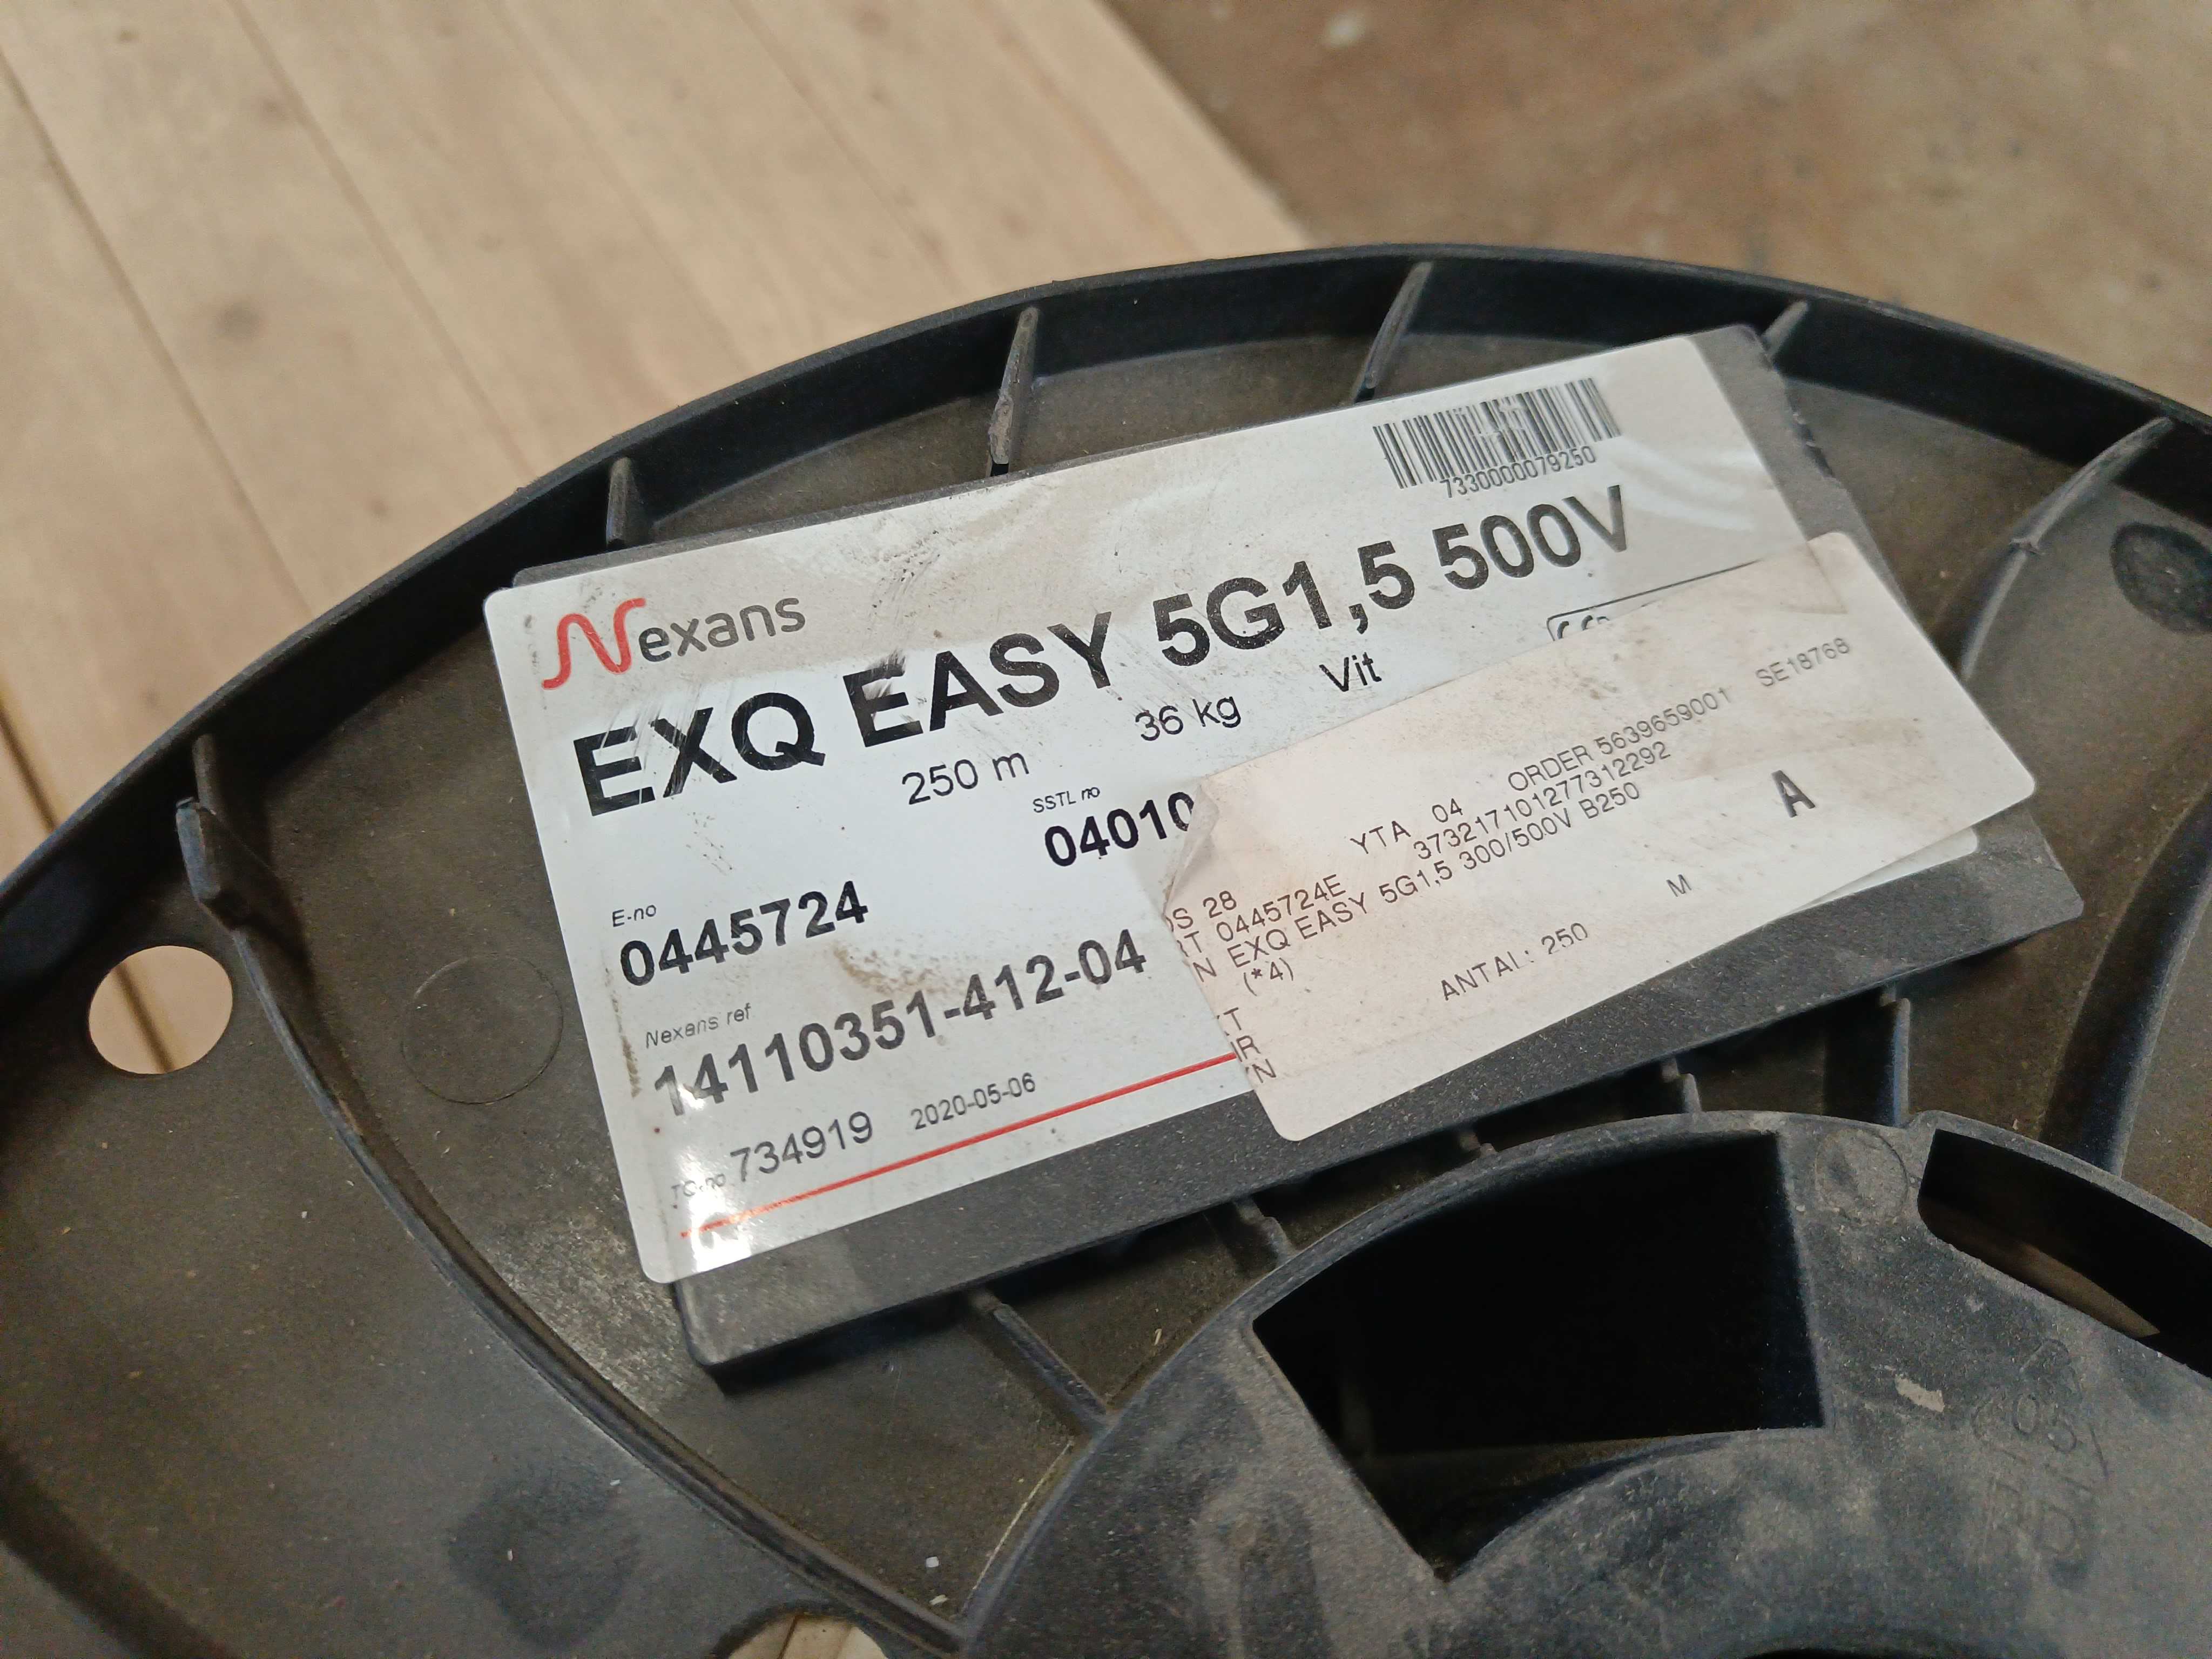 7330000079250
Nexans
EXQ EASY 5G1,5 500V
250 m 36 kg Vit
SSTL no
04010
E-no
0445724
Nexans ref
14110351-412-04
734919 2020-05-06
YTA 04 ORDER 5639659001 SE18768
28 373217101277312292
0445724E
EXQ EASY 5G1,5 300/500V B250
(*4)
A
ANTAL: 250 M